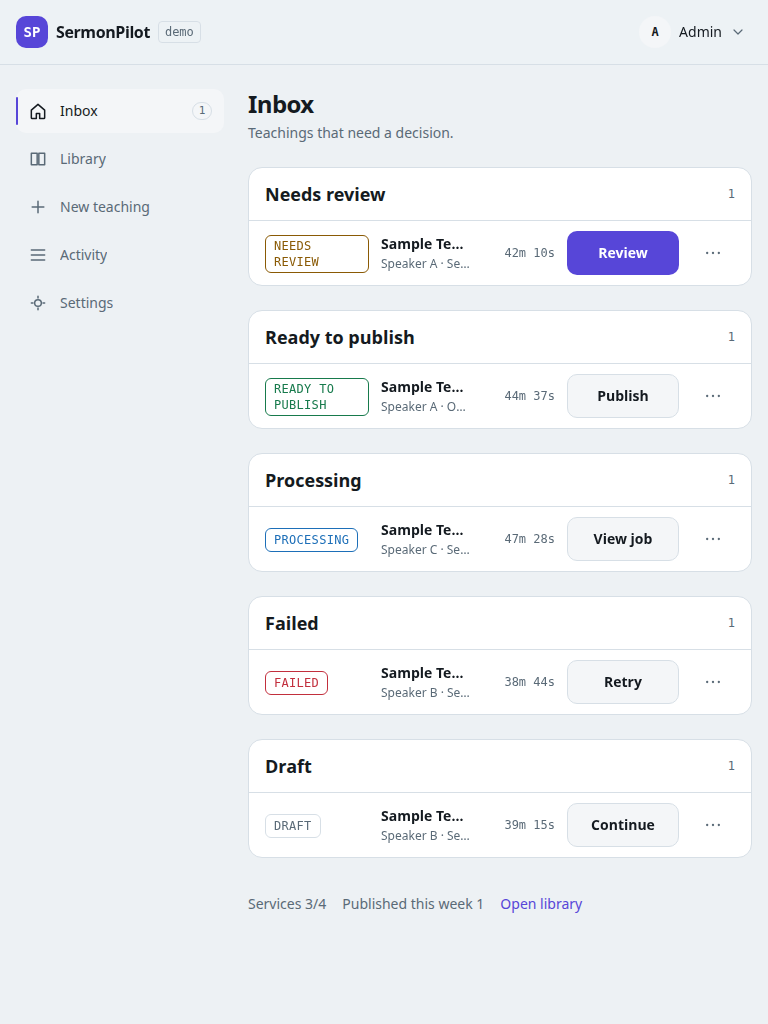 SP SermonPilot demo
A Admin
Inbox 1
Library
New teaching
Activity
Settings
Inbox
Teachings that need a decision.
Needs review 1
NEEDS REVIEW
Sample Te...
Speaker A · Se...
42m 10s
Review
Ready to publish 1
READY TO PUBLISH
Sample Te...
Speaker A · O...
44m 37s
Publish
Processing 1
PROCESSING
Sample Te...
Speaker C · Se...
47m 28s
View job
Failed 1
FAILED
Sample Te...
Speaker B · Se...
38m 44s
Retry
Draft 1
DRAFT
Sample Te...
Speaker B · Se...
39m 15s
Continue
Services 3/4 Published this week 1 Open library